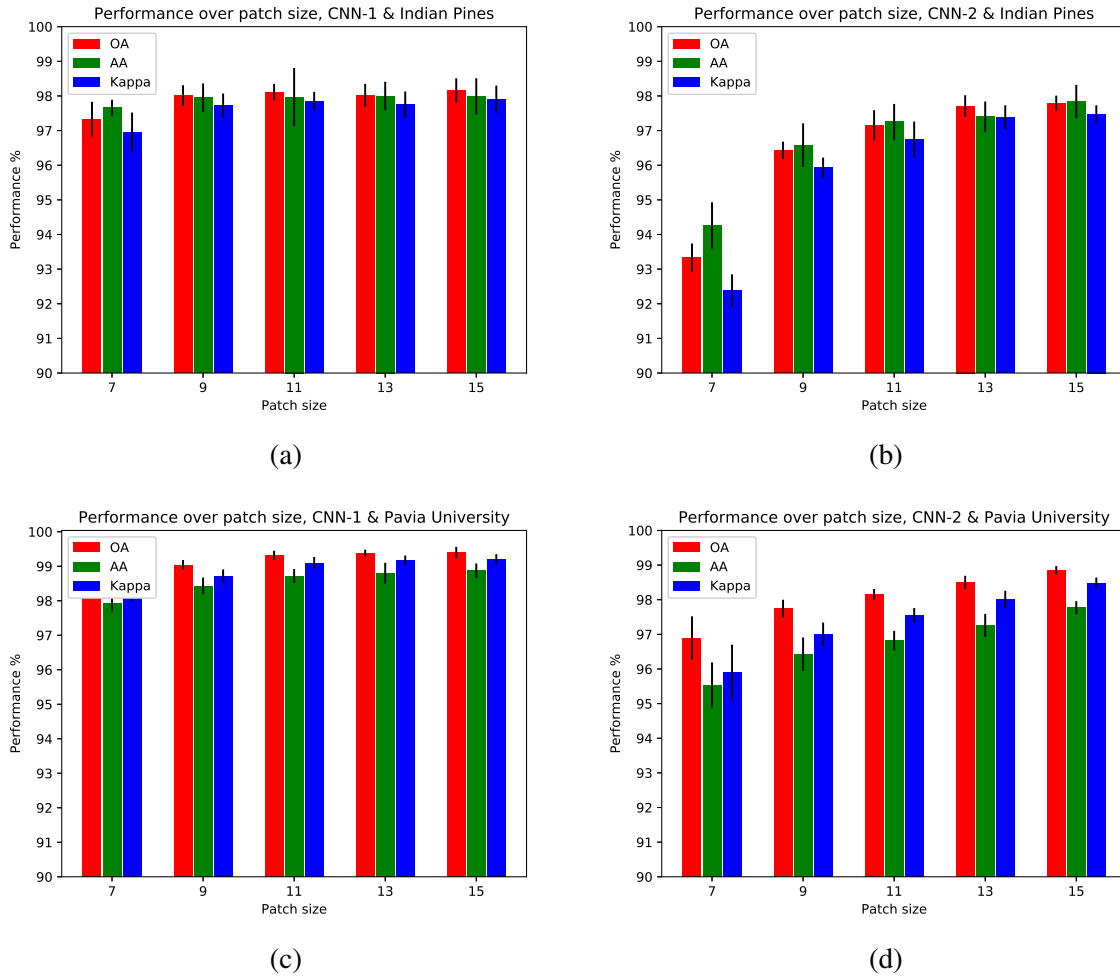 Performance over patch size, CNN-1 & Indian Pines
100
99
98
97
96
95
94
93
92
91
90
Performance %
OA
AA
Kappa
7 9 11 13 15
Patch size
(a)
Performance over patch size, CNN-2 & Indian Pines
100
99
98
97
96
95
94
93
92
91
90
Performance %
OA
AA
Kappa
7 9 11 13 15
Patch size
(b)
Performance over patch size, CNN-1 & Pavia University
100
99
98
97
96
95
94
93
92
91
90
Performance %
OA
AA
Kappa
7 9 11 13 15
Patch size
(c)
Performance over patch size, CNN-2 & Pavia University
100
99
98
97
96
95
94
93
92
91
90
Performance %
OA
AA
Kappa
7 9 11 13 15
Patch size
(d)